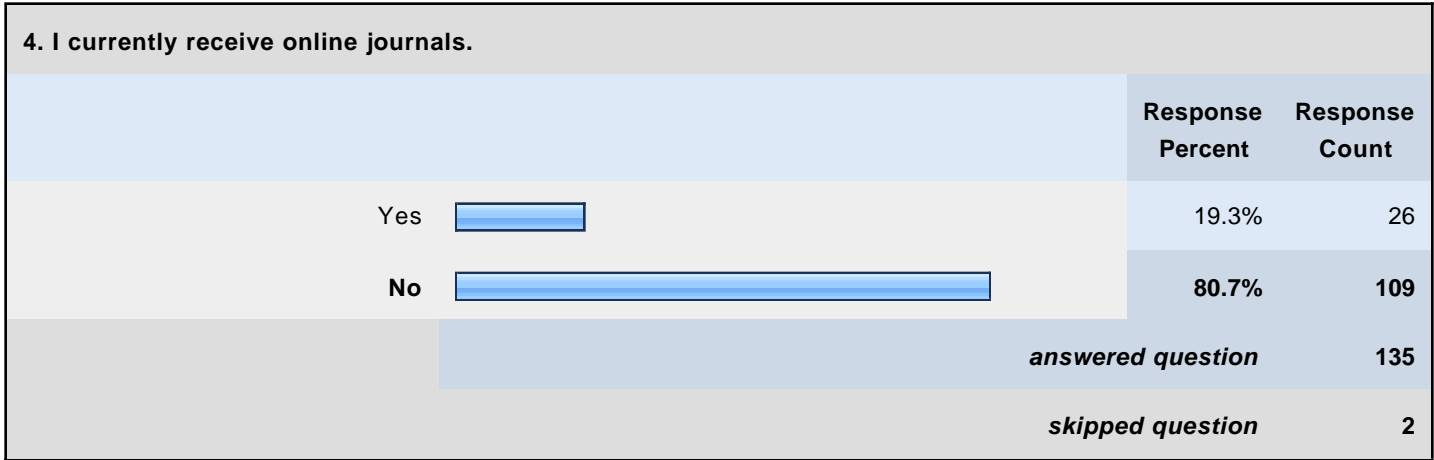 4. I currently receive online journals.
Response Response
Percent Count
Yes 19.3% 26
No 80.7% 109
answered question 135
skipped question 2